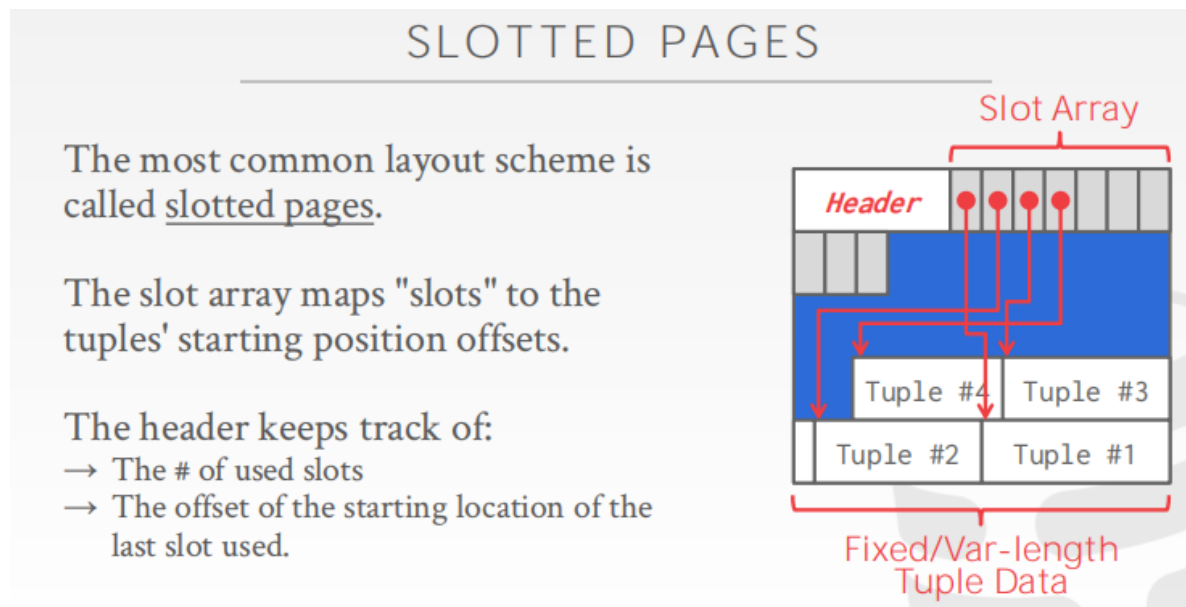 SLOTTED PAGES
The most common layout scheme is
called slotted pages.
The slot array maps "slots" to the
tuples' starting position offsets.
The header keeps track of:
→ The # of used slots
→ The offset of the starting location of the
last slot used.
Slot Array
Header
Tuple #4
Tuple #3
Tuple #2
Tuple #1
Fixed/Var-length
Tuple Data